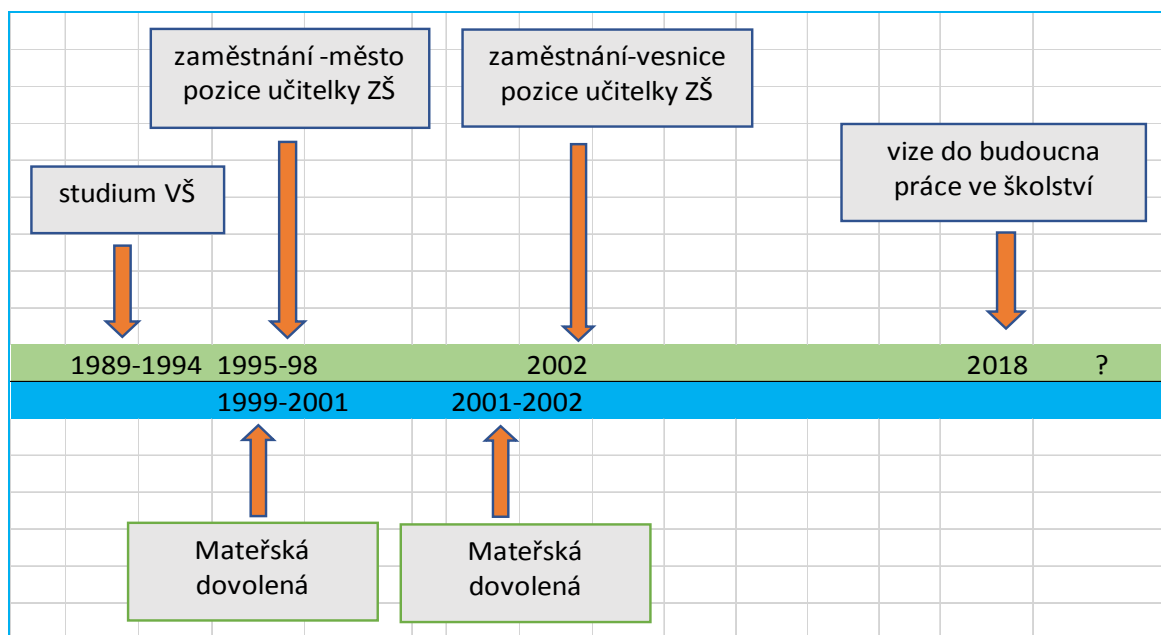 zaměstnání -město
pozice učitelky ZŠ
zaměstnání-vesnice
pozice učitelky ZŠ
vize do budoucna
práce ve školství
studium VŠ
1989-1994 1995-98 2002 2018 ?
1999-2001 2001-2002
Mateřská
dovolená
Mateřská
dovolená